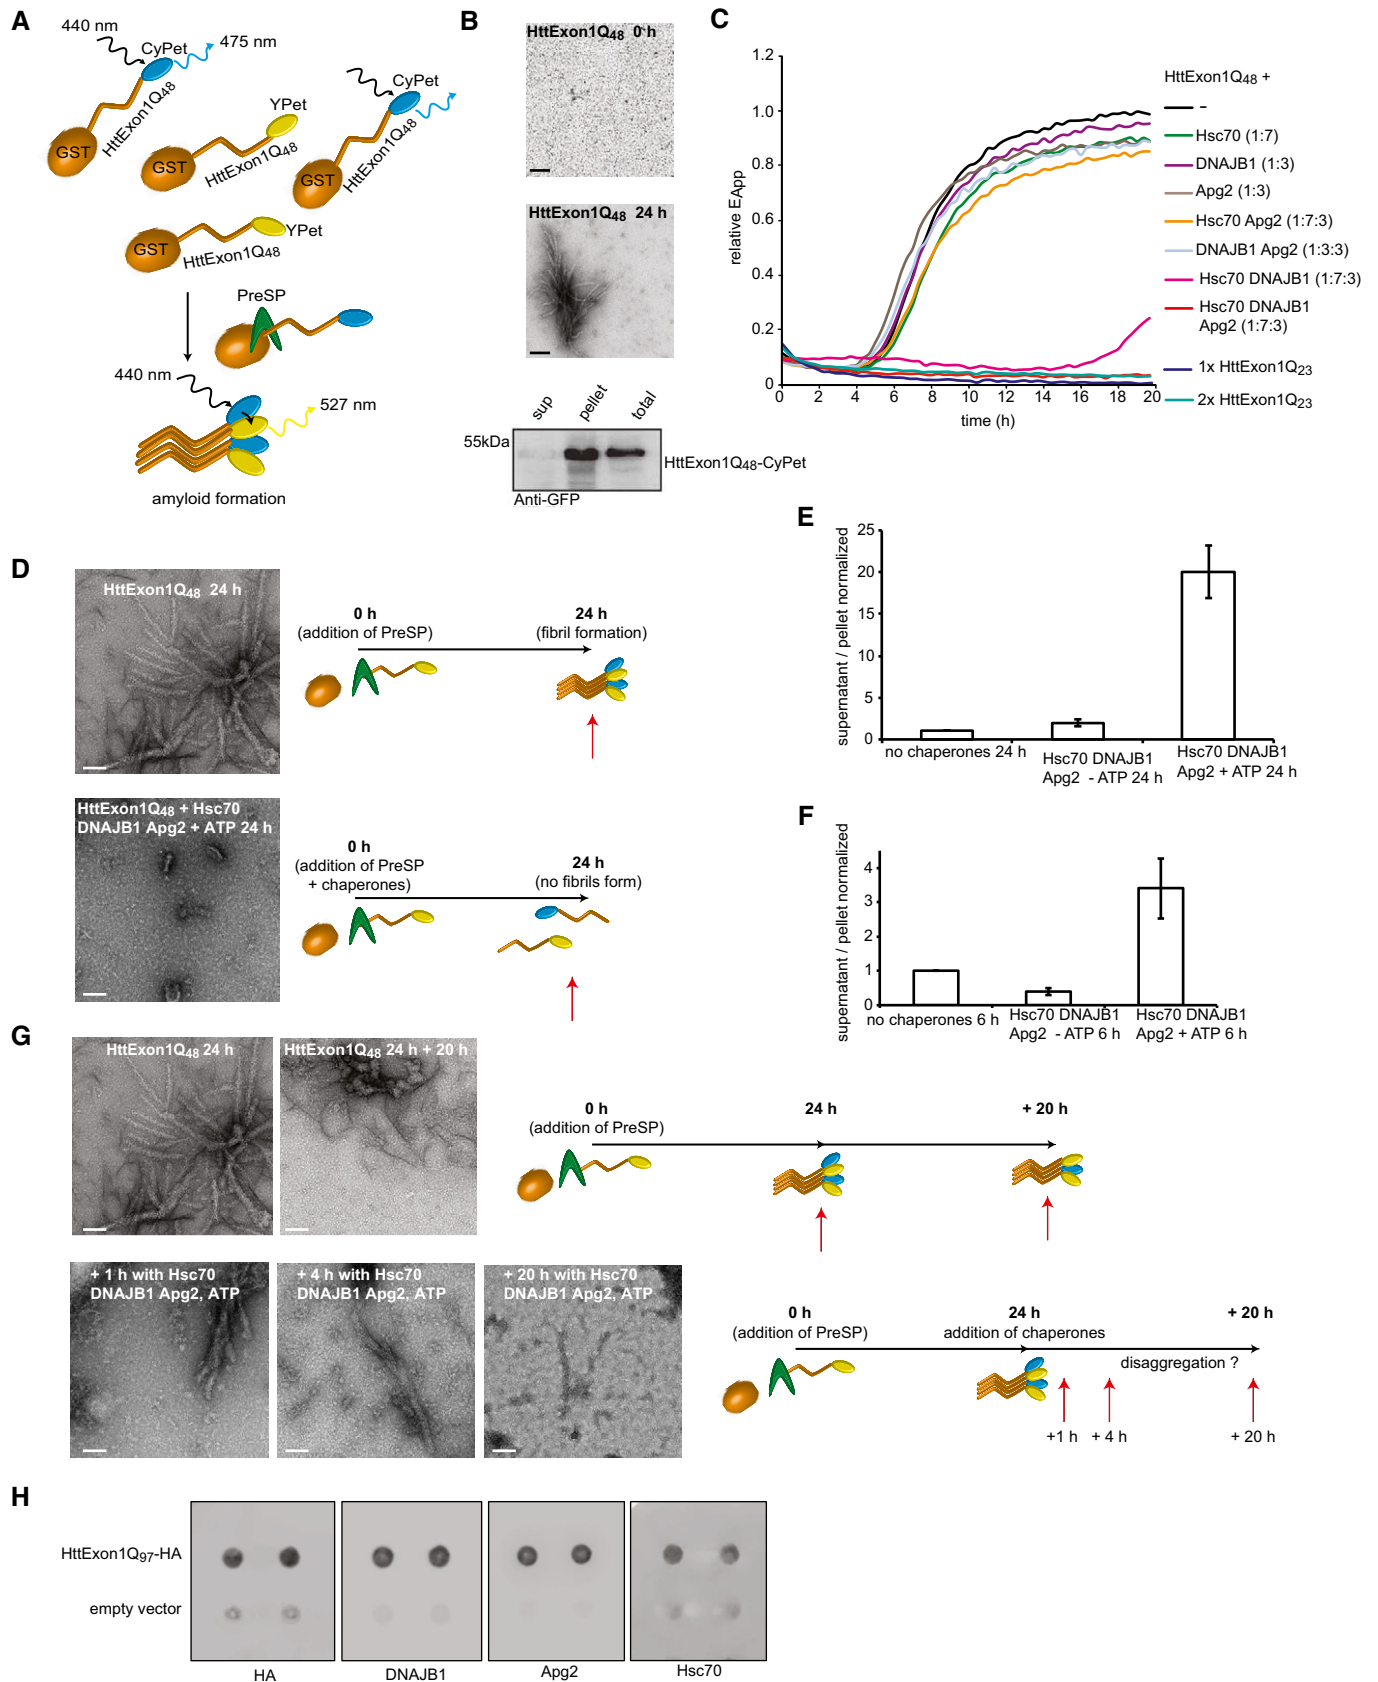 A
440 nm
CyPet
475 nm
HttExon1Q48
GST
YPet
HttExon1Q48
GST
CyPet
HttExon1Q48
GST
YPet
HttExon1Q48
GST
PreSP
440 nm
527 nm
amyloid formation
B
HttExon1Q48 0 h
HttExon1Q48 24 h
sup
pellet
total
55kDa
HttExon1Q48-CyPet
Anti-GFP
C
1.2
1.0
0.8
0.6
0.4
0.2
0
relative EApp
0 2 4 6 8 10 12 14 16 18 20
time (h)
HttExon1Q48 +
–
Hsc70 (1:7)
DNAJB1 (1:3)
Apg2 (1:3)
Hsc70 Apg2 (1:7:3)
DNAJB1 Apg2 (1:3:3)
Hsc70 DNAJB1 (1:7:3)
Hsc70 DNAJB1
Apg2 (1:7:3)
1x HttExon1Q23
2x HttExon1Q23
D
HttExon1Q48 24 h
0 h
(addition of PreSP)
24 h
(fibril formation)
HttExon1Q48 + Hsc70
DNAJB1 Apg2 + ATP 24 h
0 h
(addition of PreSP
+ chaperones)
24 h
(no fibrils form)
E
supernatant / pellet normalized
25
20
15
10
5
0
no chaperones 24 h
Hsc70 DNAJB1
Apg2 - ATP 24 h
Hsc70 DNAJB1
Apg2 + ATP 24 h
F
supernatant / pellet normalized
4
3
2
1
0
no chaperones 6 h
Hsc70 DNAJB1
Apg2 - ATP 6 h
Hsc70 DNAJB1
Apg2 + ATP 6 h
G
HttExon1Q48 24 h
HttExon1Q48 24 h + 20 h
0 h
(addition of PreSP)
24 h
+ 20 h
+ 1 h with Hsc70
DNAJB1 Apg2, ATP
+ 4 h with Hsc70
DNAJB1 Apg2, ATP
+ 20 h with Hsc70
DNAJB1 Apg2, ATP
0 h
(addition of PreSP)
24 h
addition of chaperones
+ 20 h
disaggregation ?
+1 h
+ 4 h
+ 20 h
H
HttExon1Q97-HA
empty vector
HA
DNAJB1
Apg2
Hsc70